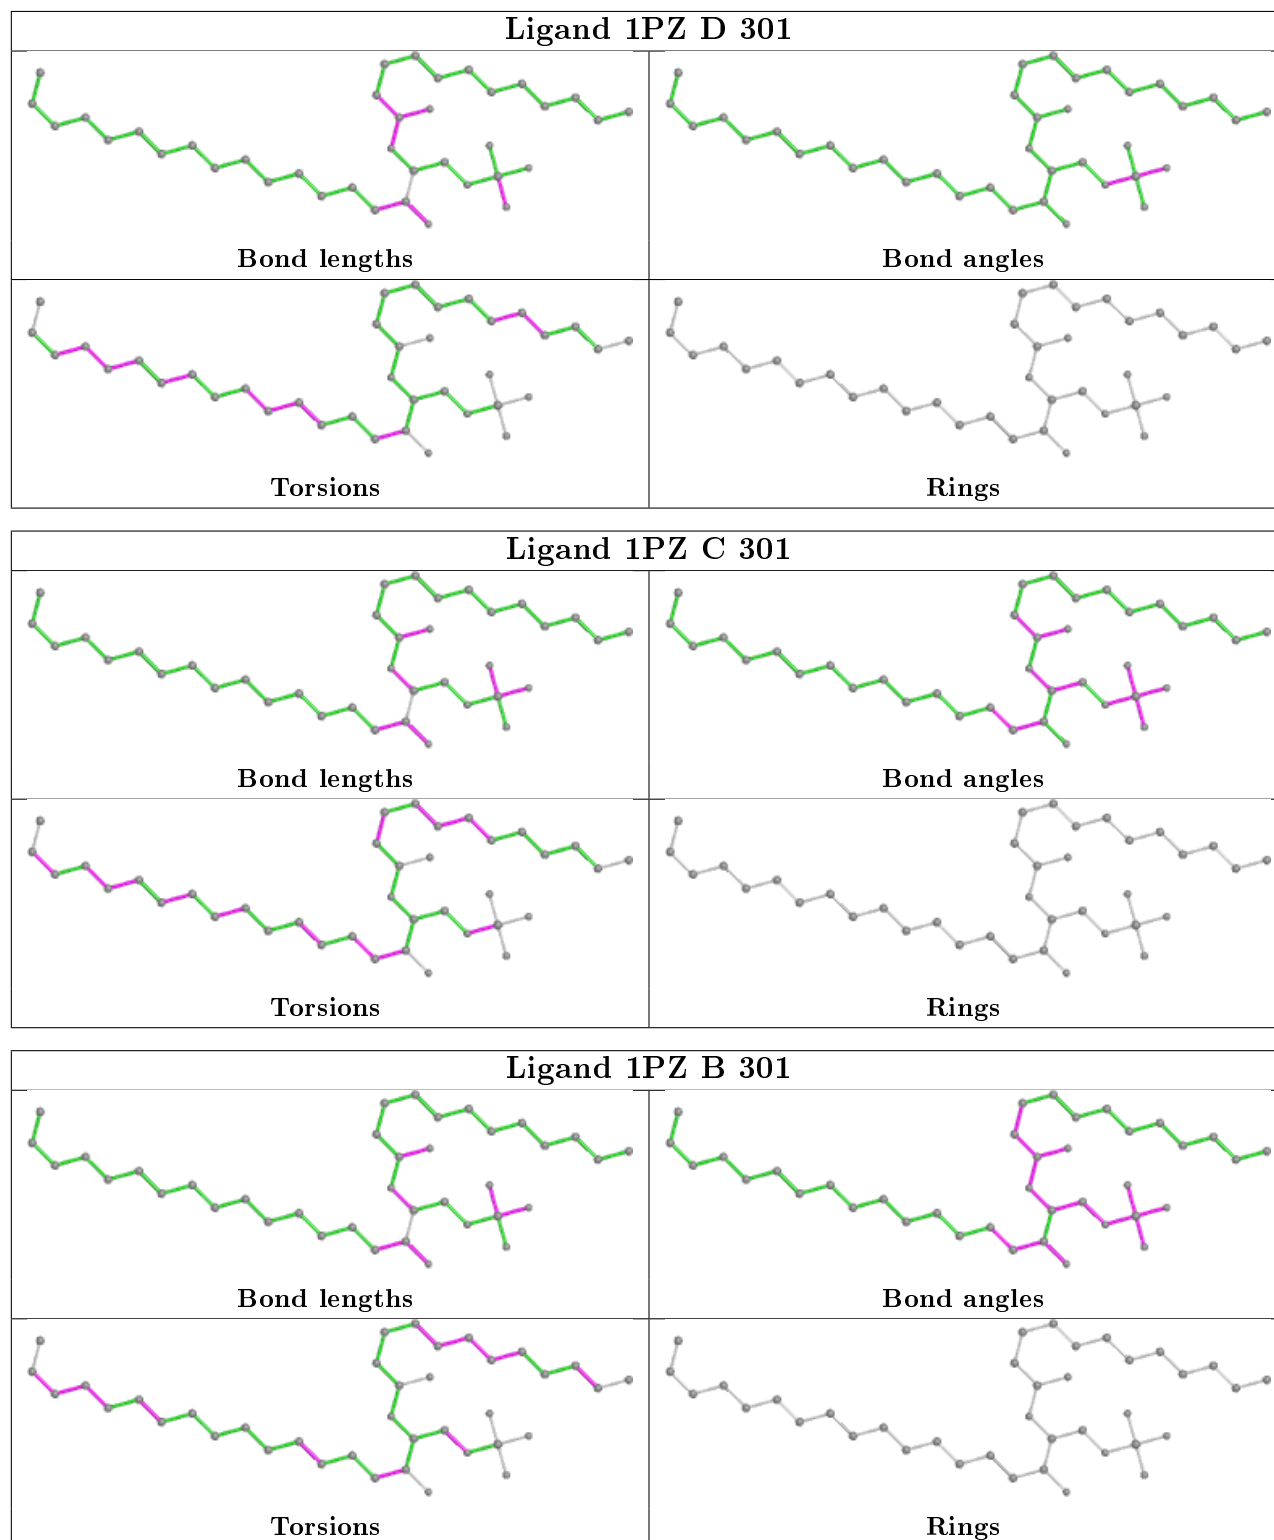 Ligand 1PZ D 301
Bond lengths
Bond angles
Torsions
Rings
Ligand 1PZ C 301
Bond lengths
Bond angles
Torsions
Rings
Ligand 1PZ B 301
Bond lengths
Bond angles
Torsions
Rings